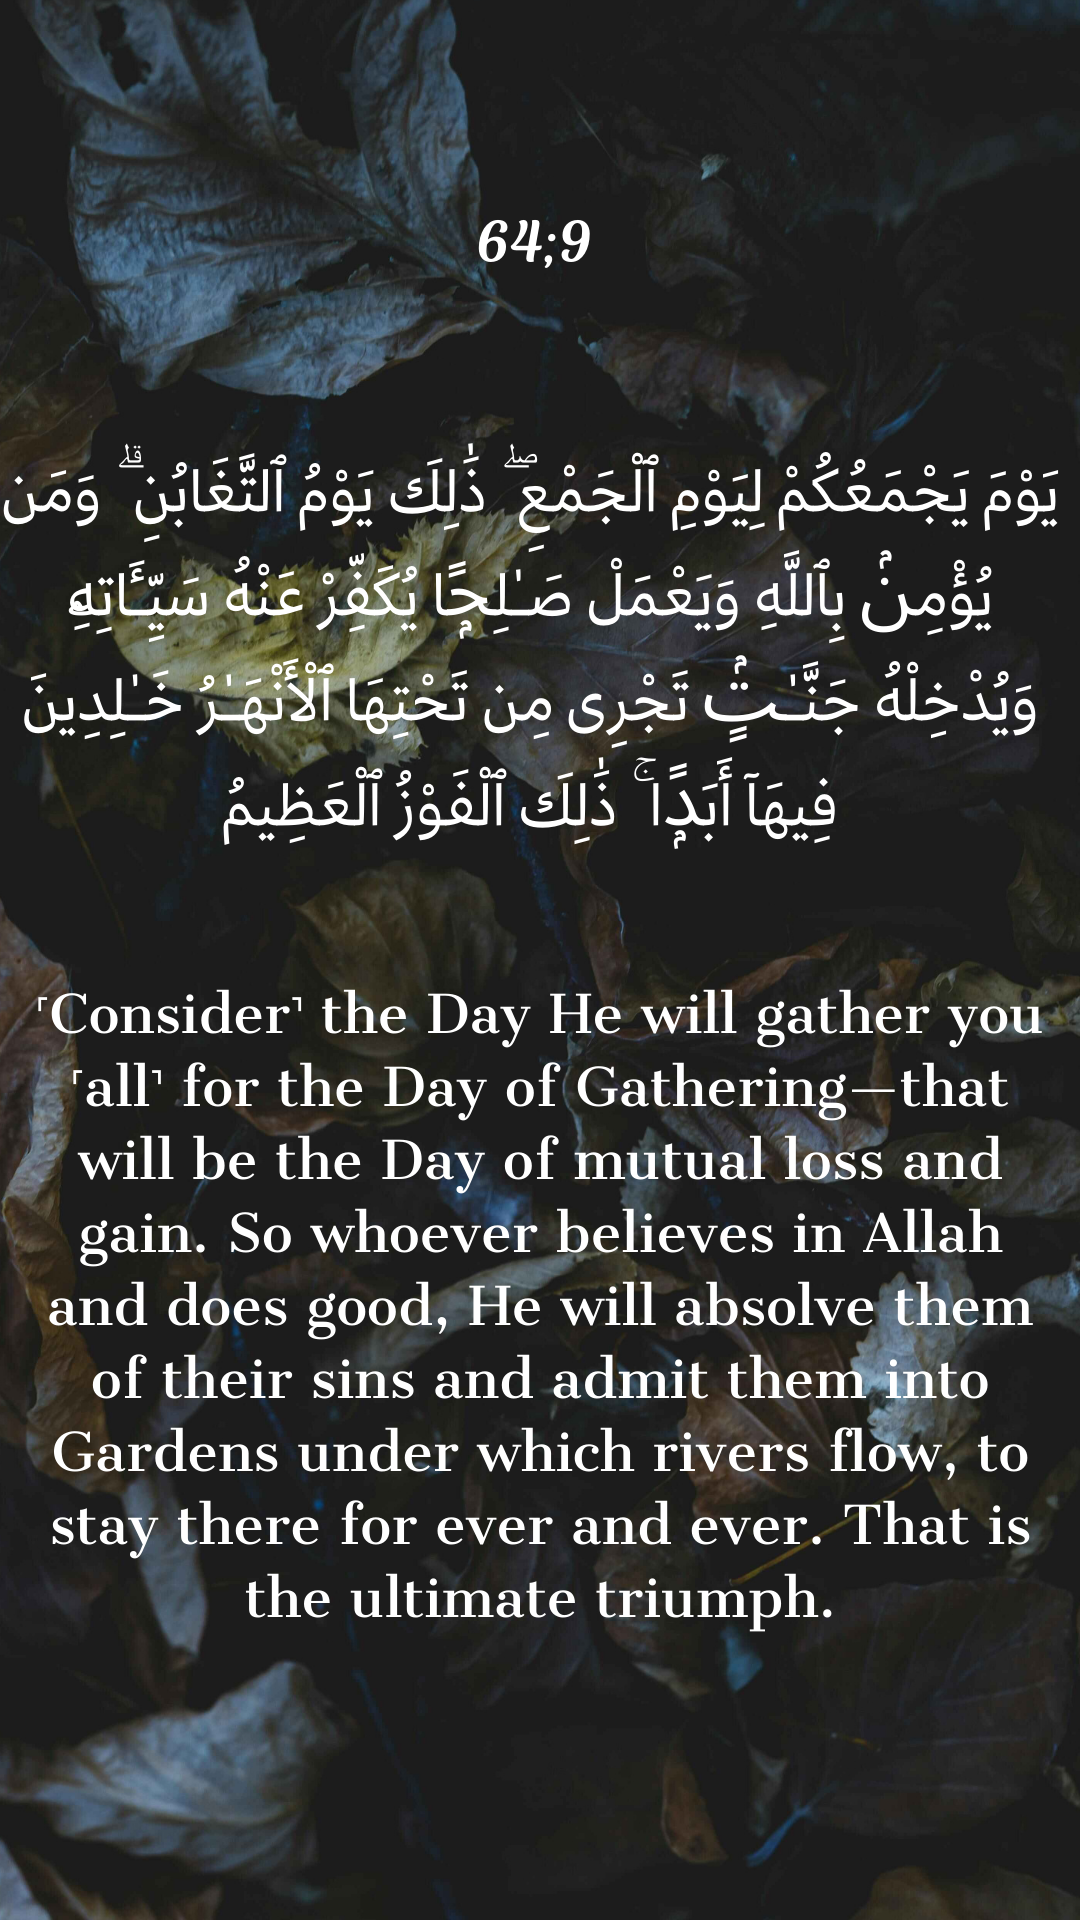 64;9
يَوْمَ يَجْمَعُكُمْ لِيَوْمِ ٱلْجَمْعِ ۖ ذَٰلِكَ يَوْمُ ٱلتَّغَابُنِ ۗ وَمَن
يُؤْمِنۢ بِٱللَّهِ وَيَعْمَلْ صَـٰلِحًۭا يُكَفِّرْ عَنْهُ سَيِّـَٔاتِهِۦ
وَيُدْخِلْهُ جَنَّـٰتٍۢ تَجْرِى مِن تَحْتِهَا ٱلْأَنْهَـٰرُ خَـٰلِدِينَ
فِيهَآ أَبَدًۭا ۚ ذَٰلِكَ ٱلْفَوْزُ ٱلْعَظِيمُ
˹Consider˺ the Day He will gather you
˹all˺ for the Day of Gathering—that
will be the Day of mutual loss and
gain. So whoever believes in Allah
and does good, He will absolve them
of their sins and admit them into
Gardens under which rivers flow, to
stay there for ever and ever. That is
the ultimate triumph.